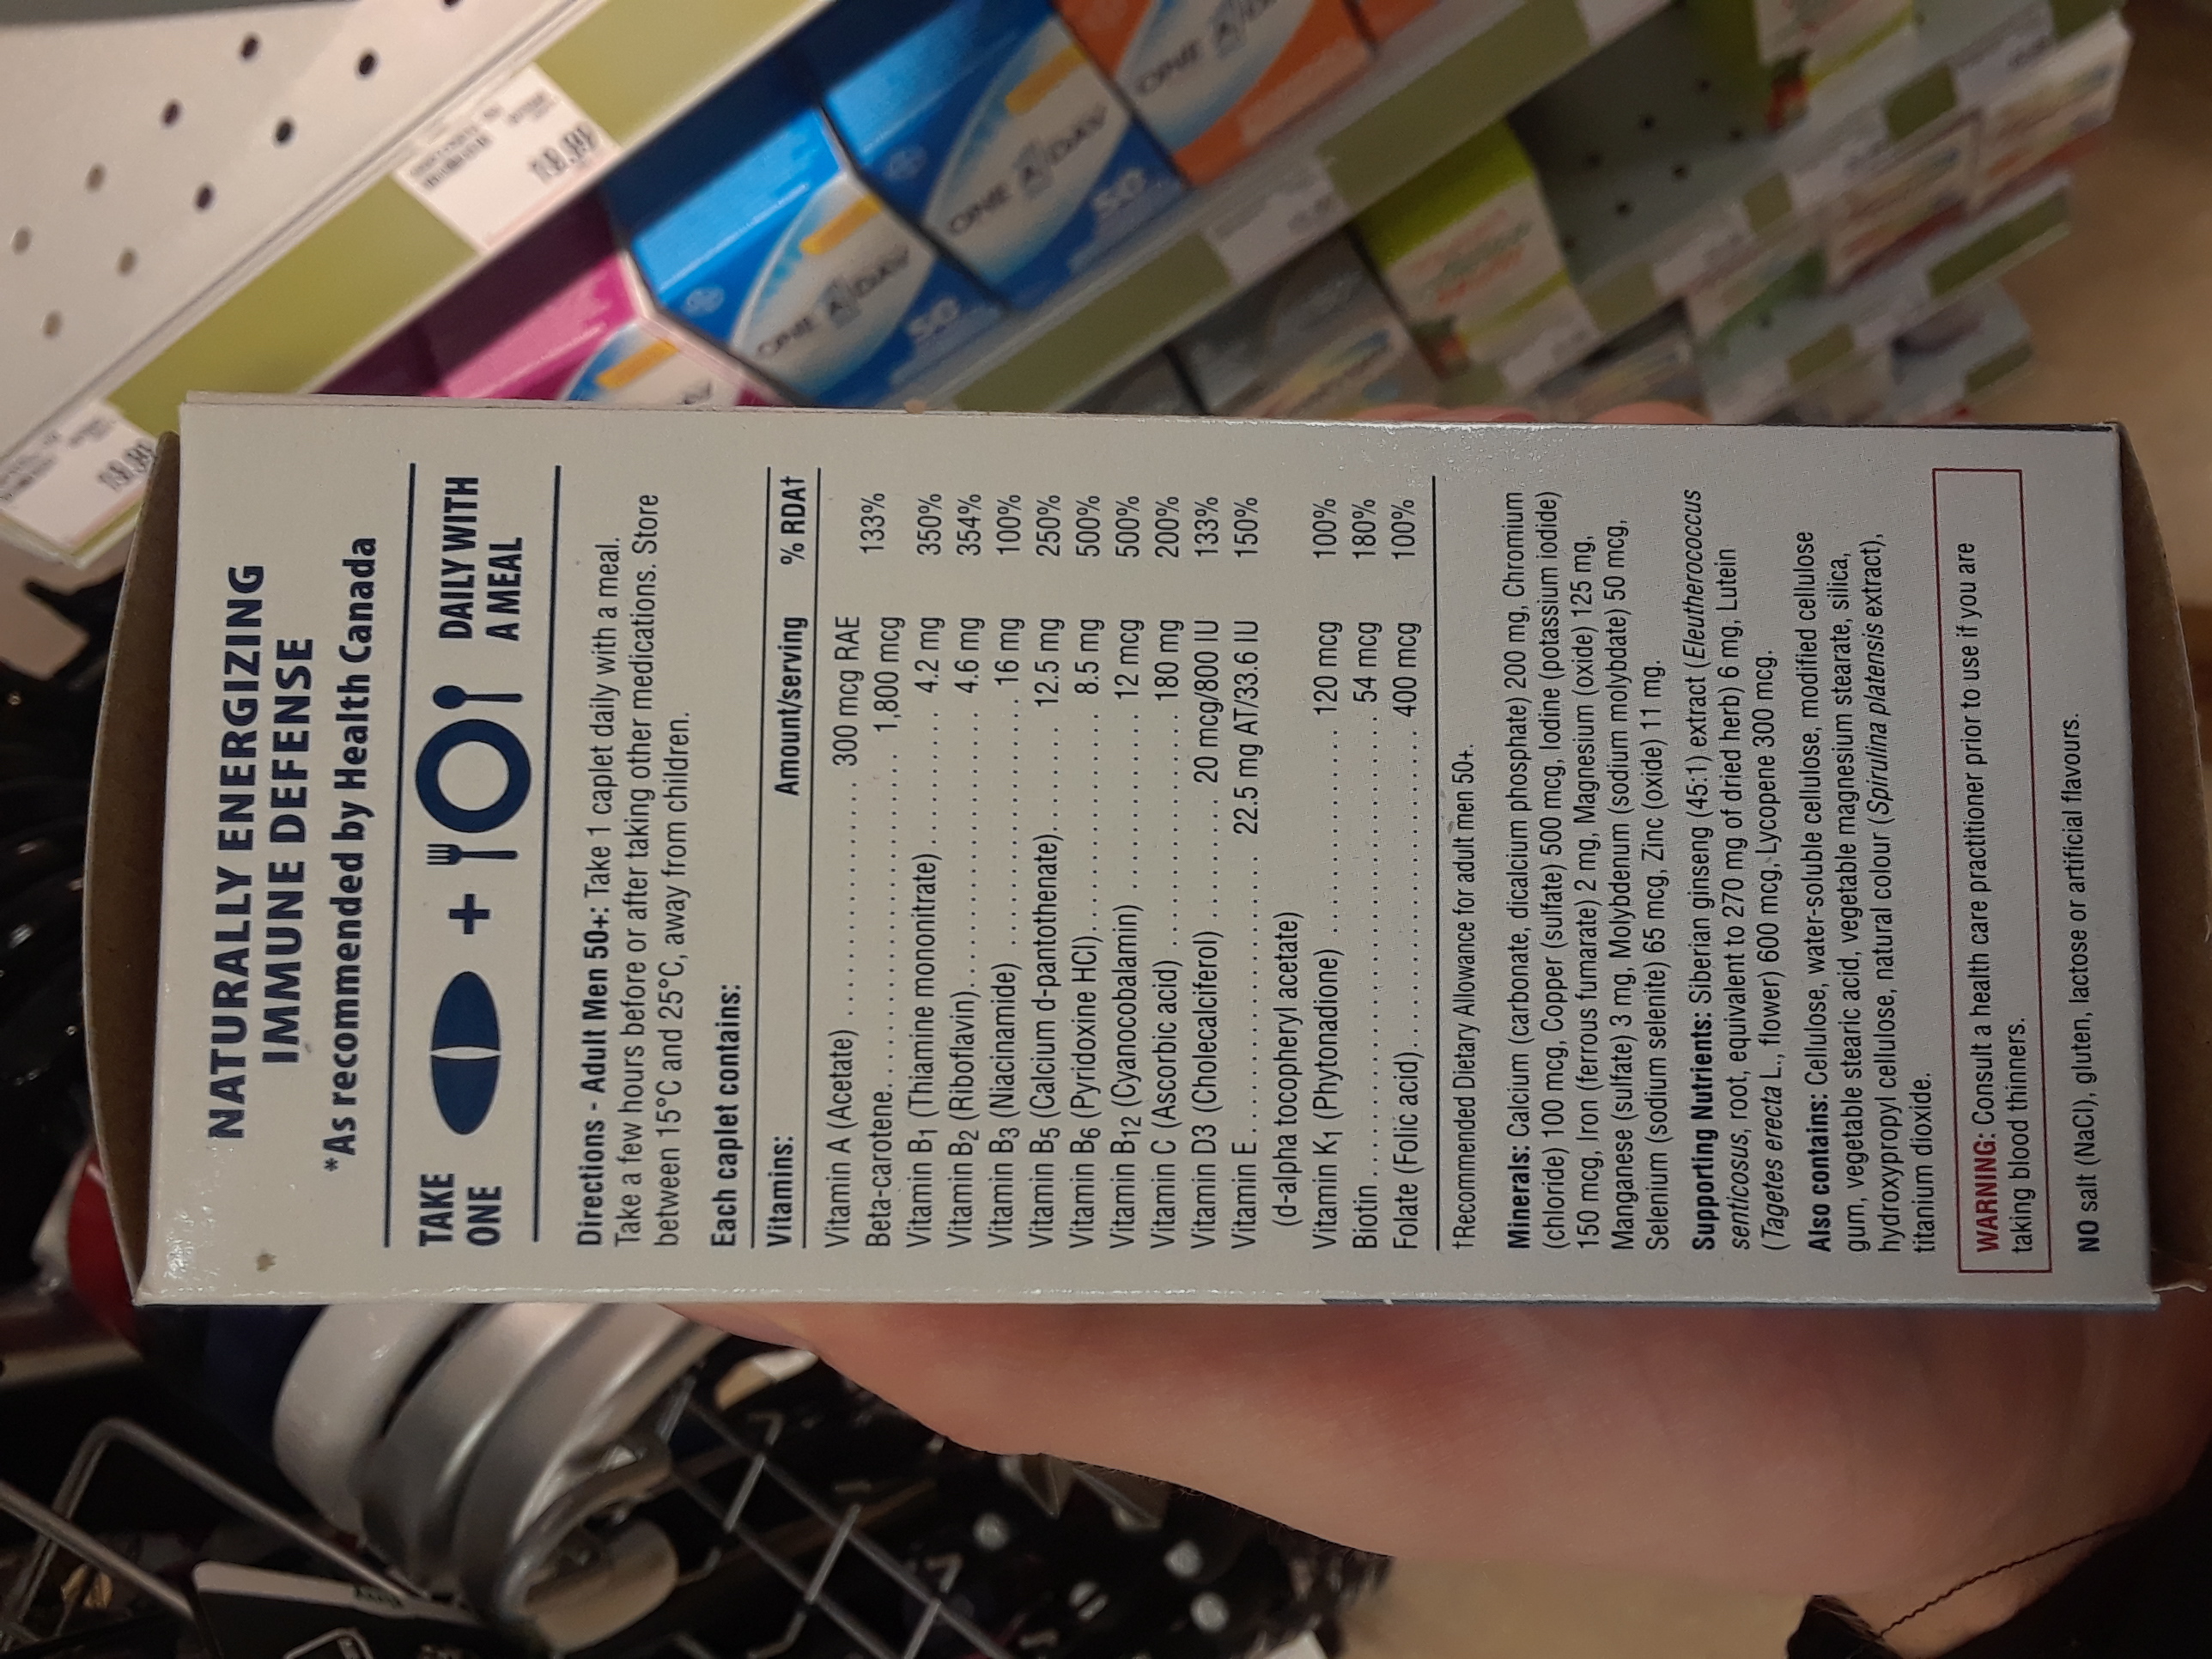 NATURALLY ENERGIZING
IMMUNE DEFENSE
*As recommended by Health Canada
TAKE
ONE
+
DAILY WITH
A MEAL
Directions - Adult Men 50+: Take 1 caplet daily with a meal.
Take a few hours before or after taking other medications. Store
between 15°C and 25°C, away from children.
Each caplet contains:
Vitamins: Amount/serving % RDA†
Vitamin A (Acetate) .......... 300 mcg RAE
Beta-carotene .......... 1,800 mcg 133%
Vitamin B1 (Thiamine mononitrate) .......... 4.2 mg 350%
Vitamin B2 (Riboflavin) .......... 4.6 mg 354%
Vitamin B3 (Niacinamide) .......... 16 mg 100%
Vitamin B5 (Calcium d-pantothenate) .......... 12.5 mg 250%
Vitamin B6 (Pyridoxine HCl) .......... 8.5 mg 500%
Vitamin B12 (Cyanocobalamin) .......... 12 mcg 500%
Vitamin C (Ascorbic acid) .......... 180 mg 200%
Vitamin D3 (Cholecalciferol) .......... 20 mcg/800 IU 133%
Vitamin E .......... 22.5 mg AT/33.6 IU 150%
(d-alpha tocopheryl acetate)
Vitamin K1 (Phytonadione) .......... 120 mcg 100%
Biotin .......... 54 mcg 180%
Folate (Folic acid) .......... 400 mcg 100%
†Recommended Dietary Allowance for adult men 50+.
Minerals: Calcium (carbonate, dicalcium phosphate) 200 mg, Chromium
(chloride) 100 mcg, Copper (sulfate) 500 mcg, Iodine (potassium iodide)
150 mcg, Iron (ferrous fumarate) 2 mg, Magnesium (oxide) 125 mg,
Manganese (sulfate) 3 mg, Molybdenum (sodium molybdate) 50 mcg,
Selenium (sodium selenite) 65 mcg, Zinc (oxide) 11 mg.
Supporting Nutrients: Siberian ginseng (45:1) extract (Eleutherococcus
senticosus, root, equivalent to 270 mg of dried herb) 6 mg, Lutein
(Tagetes erecta L., flower) 600 mcg, Lycopene 300 mcg.
Also contains: Cellulose, water-soluble cellulose, modified cellulose
gum, vegetable stearic acid, vegetable magnesium stearate, silica,
hydroxypropyl cellulose, natural colour (Spirulina platensis extract),
titanium dioxide.
WARNING: Consult a health care practitioner prior to use if you are
taking blood thinners.
NO salt (NaCl), gluten, lactose or artificial flavours.
ONE A DAY
50
ONE A DAY
50
ONE A DAY